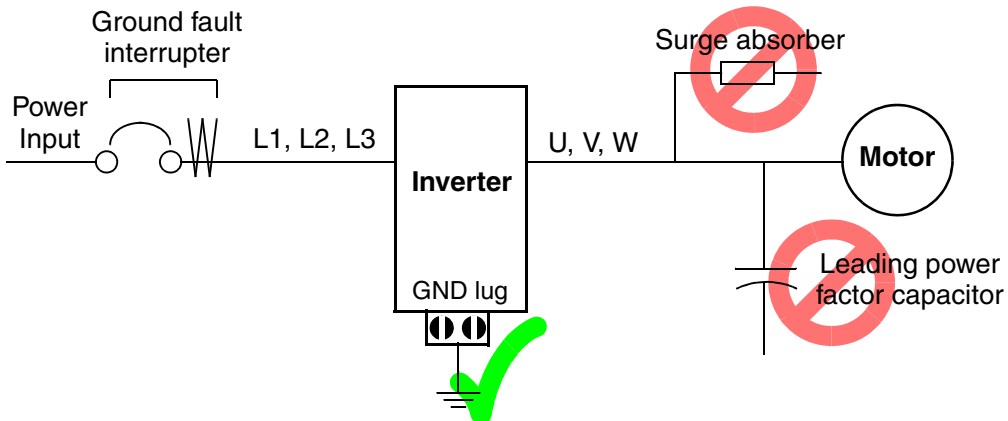 Ground fault
interrupter
Surge absorber
Power
Input
L1, L2, L3
U, V, W
Motor
Inverter
GND lug
Leading power
factor capacitor